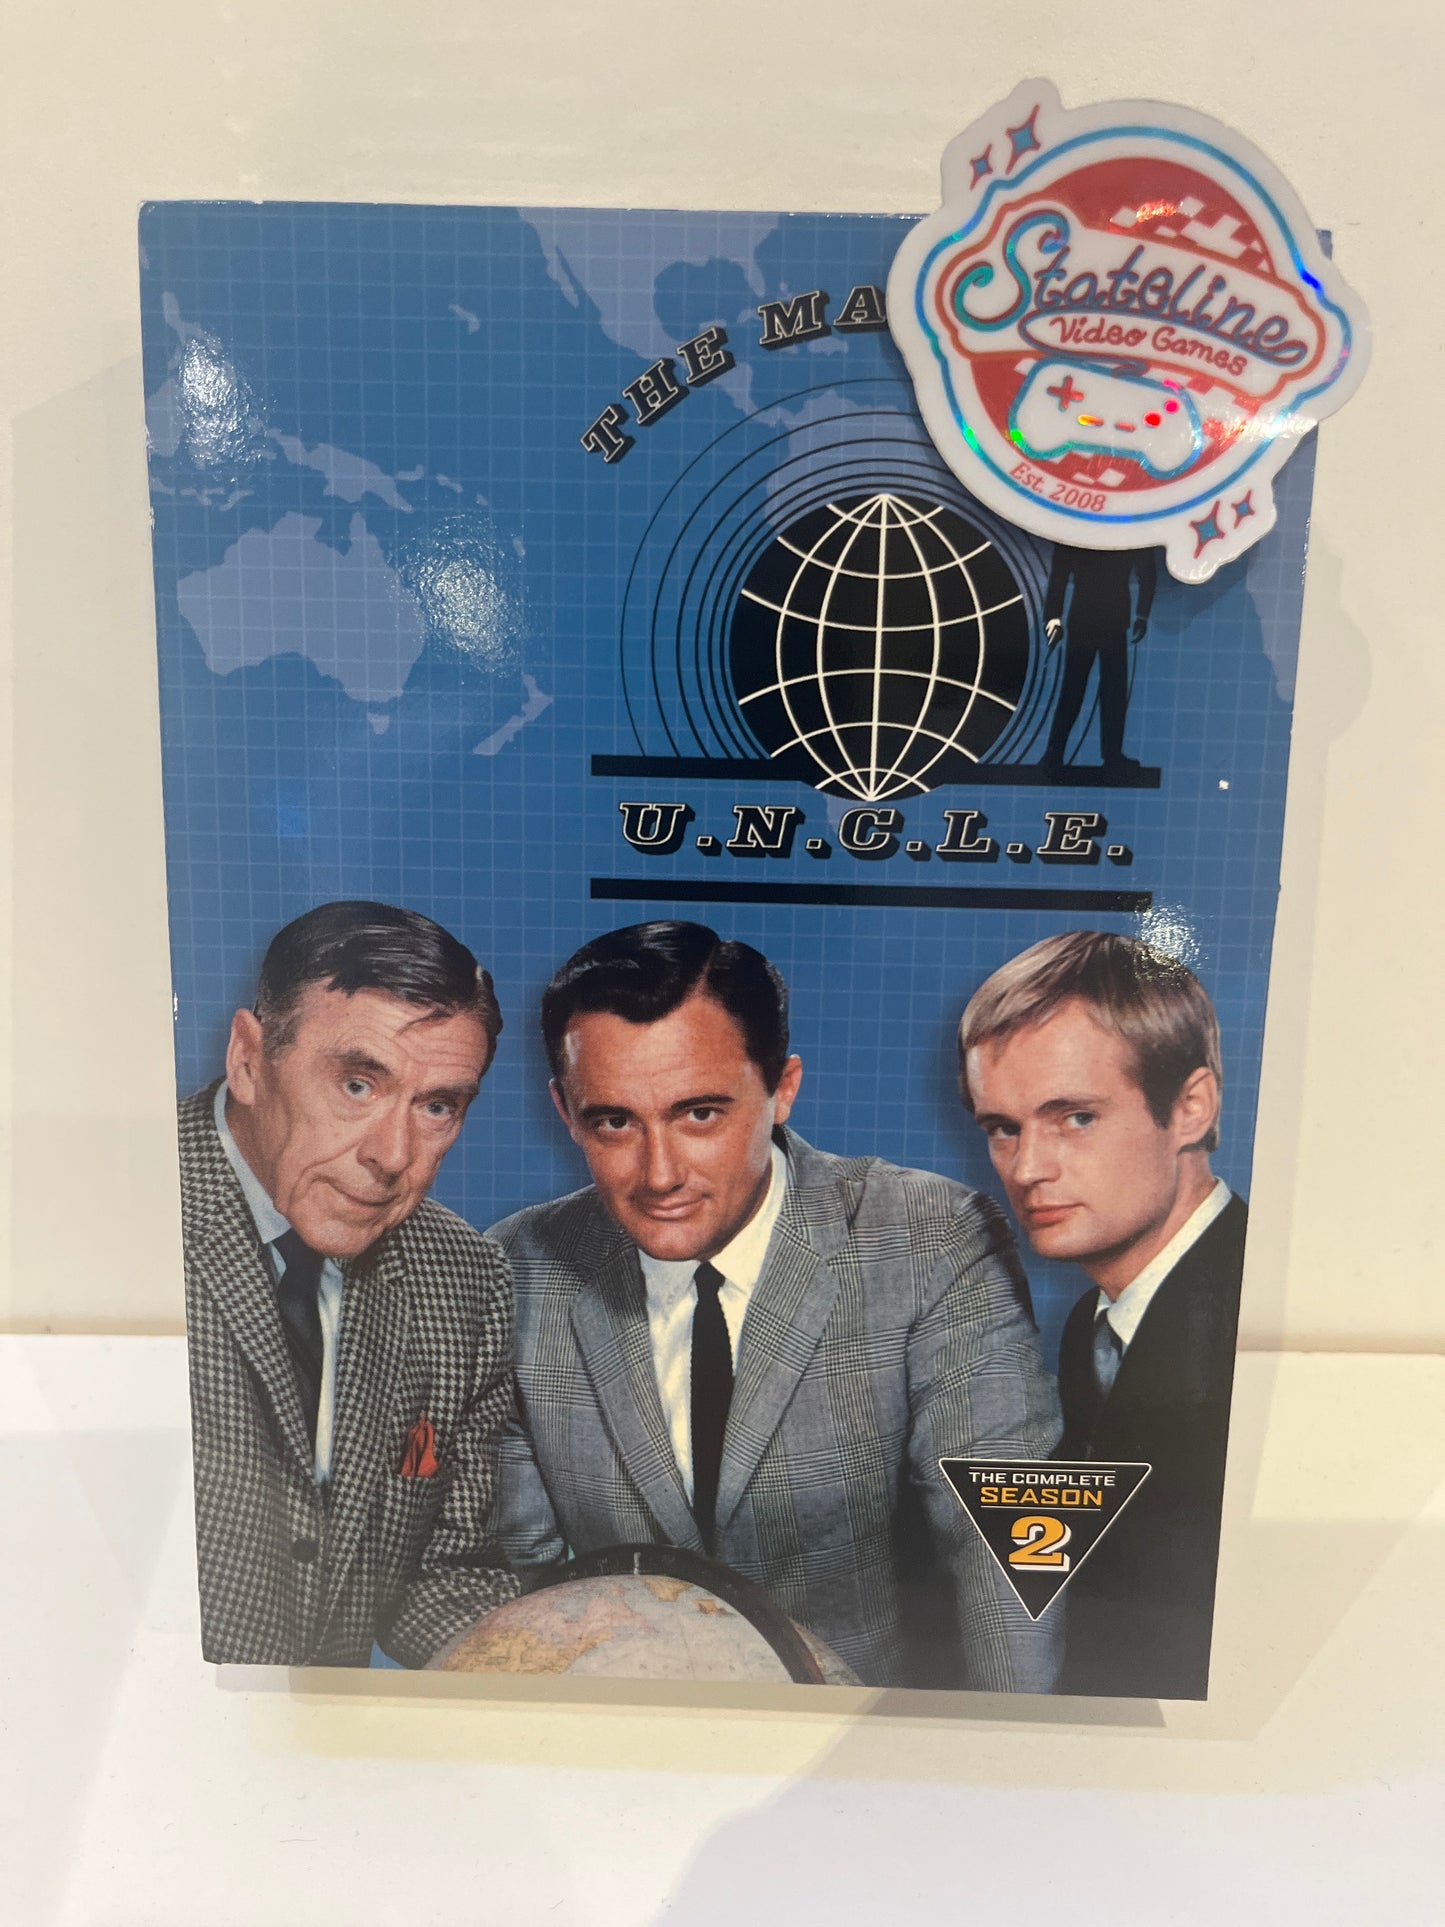 THE MA
Stateline
Video Games
Est. 2008
U.N.C.L.E.
THE COMPLETE
SEASON
2